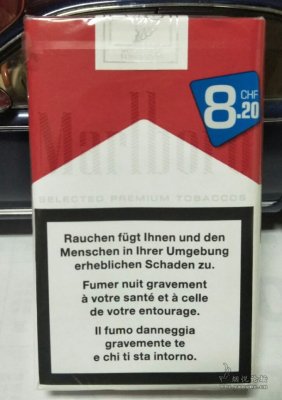 CHF
8.20
Marlboro
SELECTED PREMIUM TOBACCOS
Rauchen fügt Ihnen und den
Menschen in Ihrer Umgebung
erheblichen Schaden zu.
Fumer nuit gravement
à votre santé et à celle
de votre entourage.
Il fumo danneggia
gravemente te
e chi ti sta intorno.